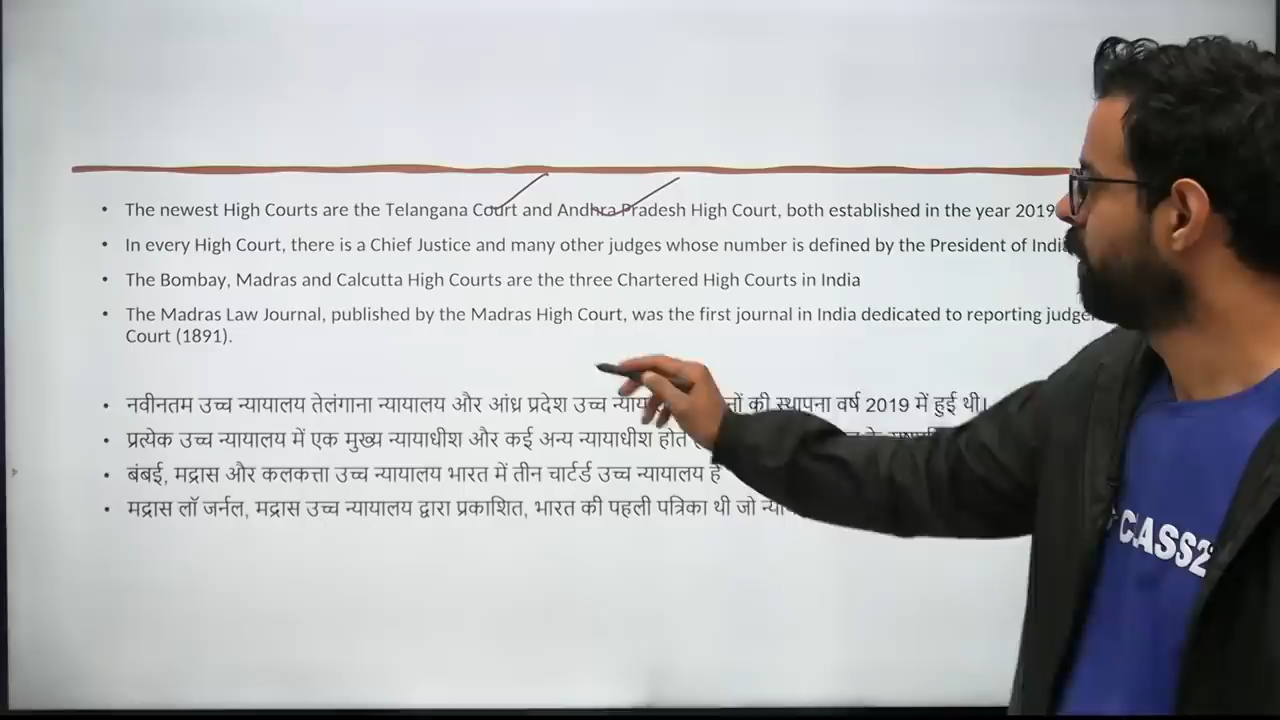 • The newest High Courts are the Telangana Court and Andhra Pradesh High Court, both established in the year 2019
• In every High Court, there is a Chief Justice and many other judges whose number is defined by the President of
• The Bombay, Madras and Calcutta High Courts are the three Chartered High Courts in India
• The Madras Law Journal, published by the Madras High Court, was the first journal in India dedicated to reporting
Court (1891).
• नवीनतम उच्च न्यायालय तेलंगाना न्यायालय और आंध्र प्रदेश उच्च की स्थापना वर्ष 2019 में हुई थी।
• प्रत्येक उच्च न्यायालय में एक मुख्य न्यायाधीश और कई अन्य न्यायाधीश होते
• बंबई, मद्रास और कलकत्ता उच्च न्यायालय भारत में तीन चार्टर्ड उच्च न्यायालय हैं
• मद्रास लॉ जर्नल, मद्रास उच्च न्यायालय द्वारा प्रकाशित, भारत की पहली पत्रिका थी जो
CLASS